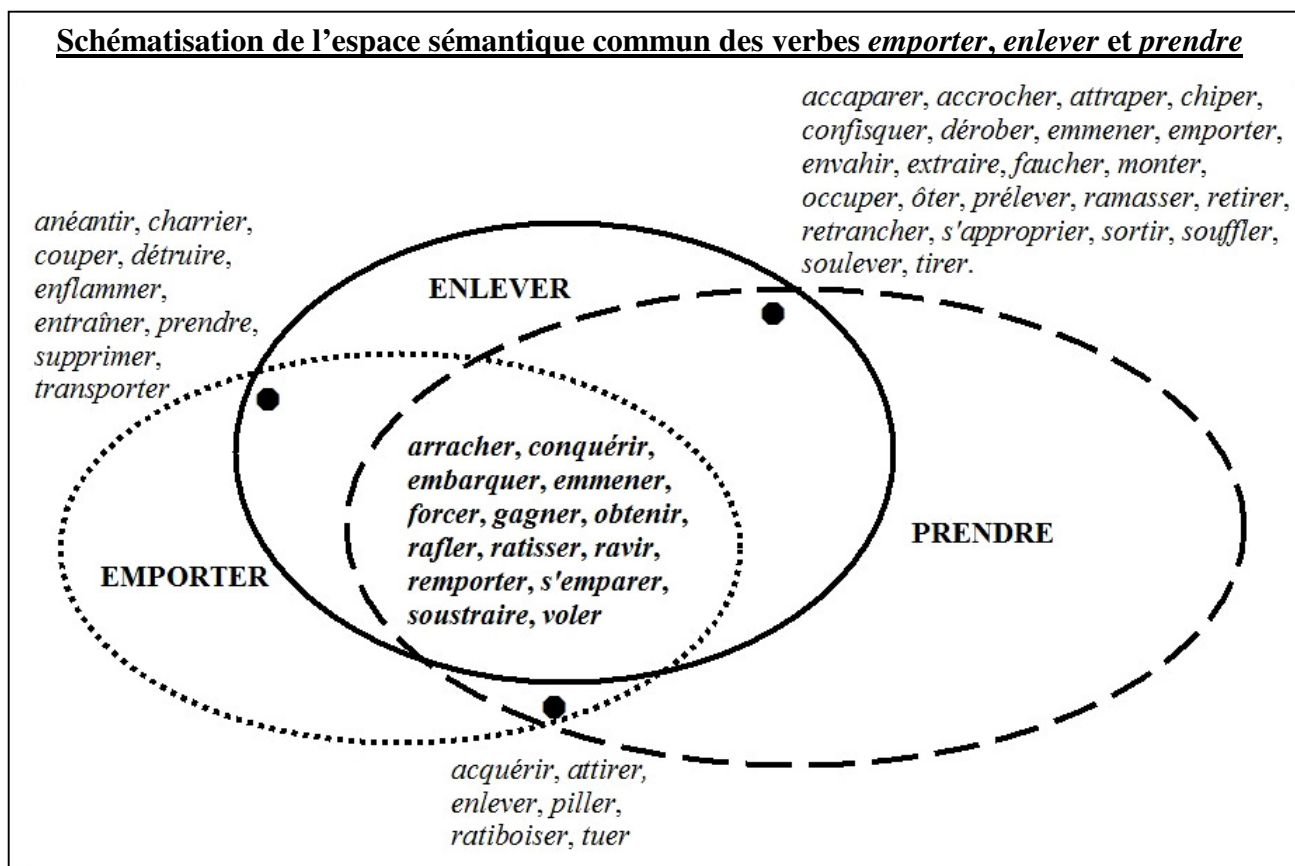 Schématisation de l’espace sémantique commun des verbes emporter, enlever et prendre
accaparer, accrocher, attraper, chiper,
confisquer, dérober, emmener, emporter,
envahir, extraire, faucher, monter,
occuper, ôter, prélever, ramasser, retirer,
retrancher, s'approprier, sortir, souffler,
soulever, tirer.
anéantir, charrier,
couper, détruire,
enflammer,
entraîner, prendre,
supprimer,
transporter
ENLEVER
arracher, conquérir,
embarquer, emmener,
forcer, gagner, obtenir,
rafler, ratisser, ravir,
remporter, s'emparer,
soustraire, voler
PRENDRE
EMPORTER
acquérir, attirer,
enlever, piller,
ratiboiser, tuer